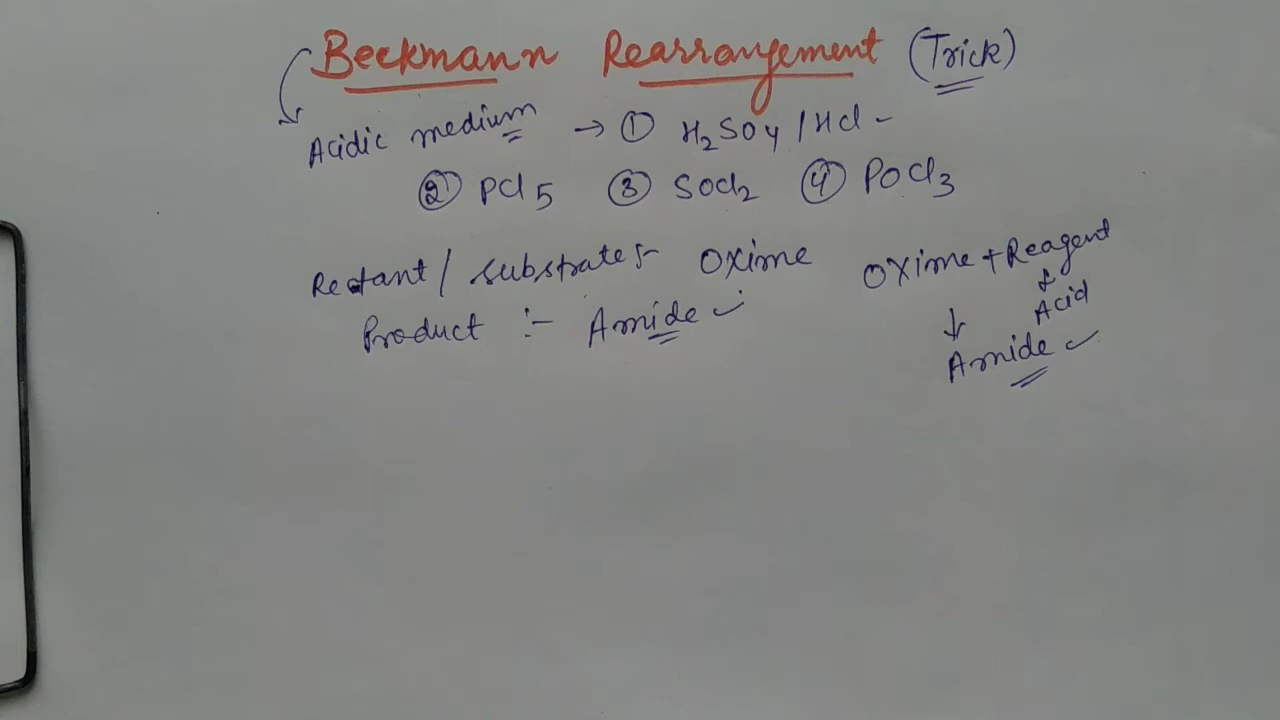 Beckmann Rearrangement (Trick)
Acidic medium → ① H₂SO₄ / HCl -
② PCl5 ③ SOCl₂ ④ POCl₃
Rectant / substrate :- Oxime
Product :- Amide ✓
Oxime + Reagent
↓ Acid
↓
Amide ✓